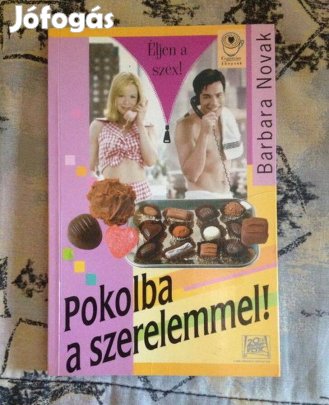 Jófogás
Éljen a
szex!
Barbara Novak
Pokolba
a szerelemmel!